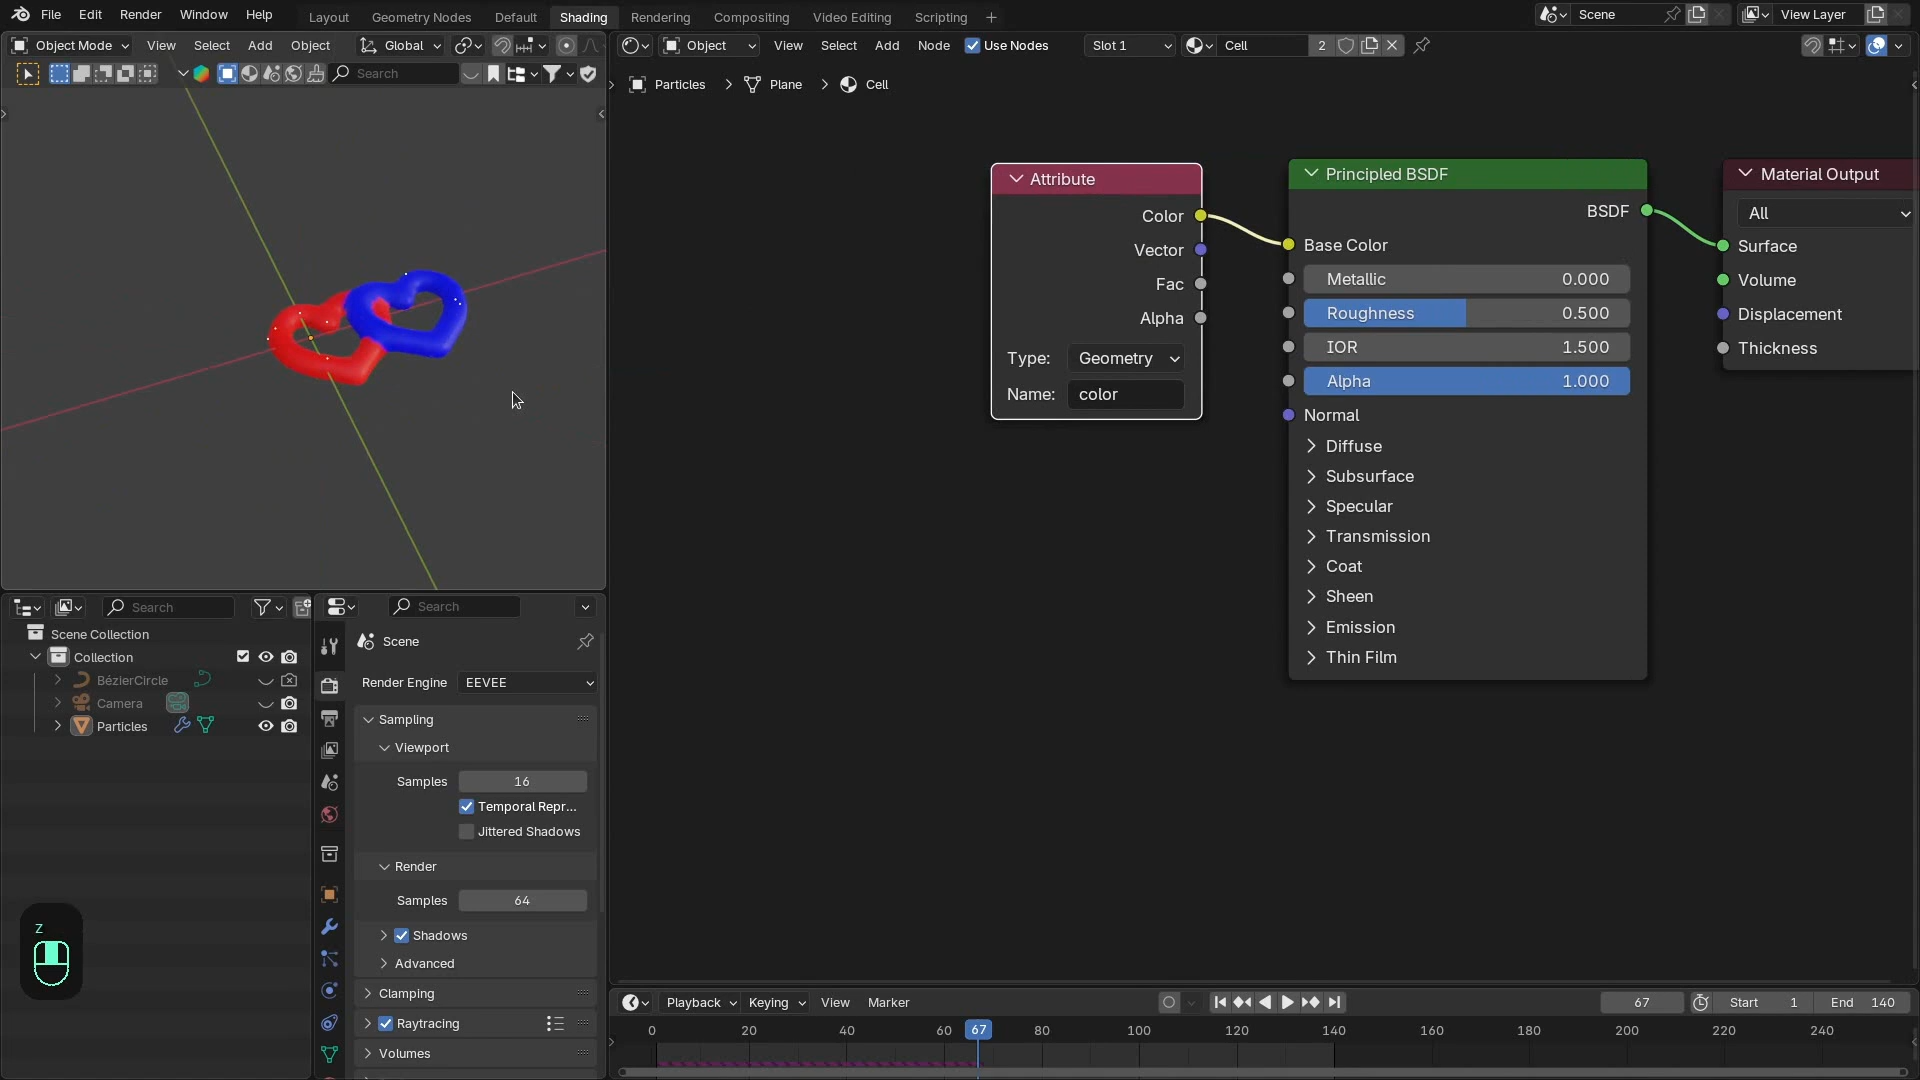 File Edit Render Window Help Layout Geometry Nodes Default Shading Rendering Compositing Video Editing Scripting Scene View Layer
Object Mode View Select Add Object Global
Object View Select Add Node Use Nodes Slot 1 Cell 2
Search
Particles > Plane > Cell
Attribute
Color
Vector
Fac
Alpha
Type: Geometry
Name: color
Principled BSDF
BSDF
Base Color
Metallic 0.000
Roughness 0.500
IOR 1.500
Alpha 1.000
Normal
Diffuse
Subsurface
Specular
Transmission
Coat
Sheen
Emission
Thin Film
Material Output
All
Surface
Volume
Displacement
Thickness
Search
Scene Collection
Collection
BézierCircle
Camera
Particles
z
Search
Scene
Render Engine EEVEE
Sampling
Viewport
Samples 16
Temporal Repr...
Jittered Shadows
Render
Samples 64
Shadows
Advanced
Clamping
Raytracing
Volumes
Playback Keying View Marker 67 Start 1 End 140
0 20 40 60 67 80 100 120 140 160 180 200 220 240